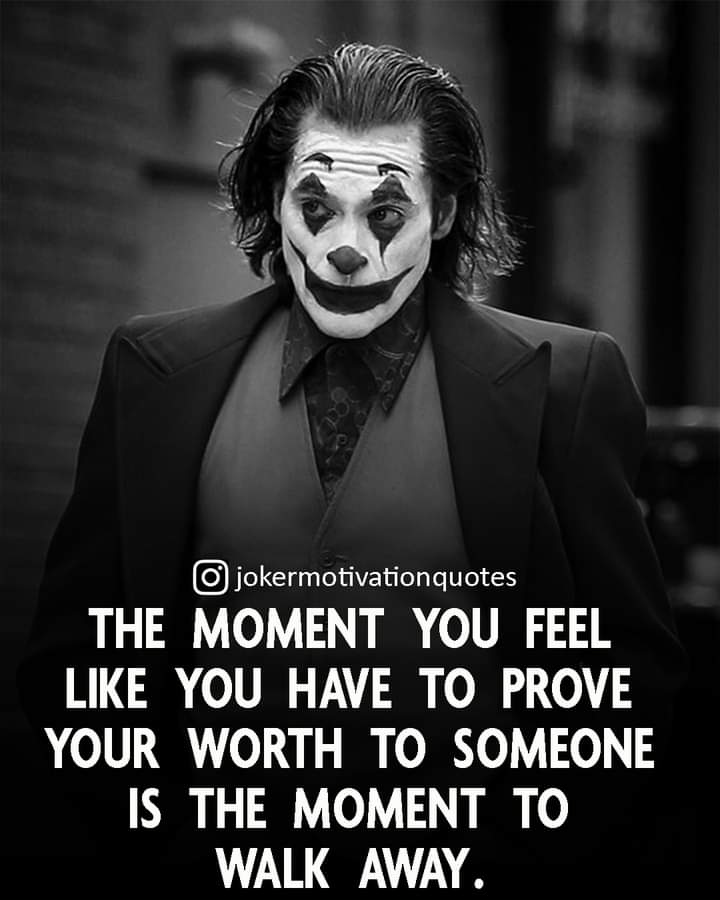 jokermotivationquotes
THE MOMENT YOU FEEL
LIKE YOU HAVE TO PROVE
YOUR WORTH TO SOMEONE
IS THE MOMENT TO
WALK AWAY.